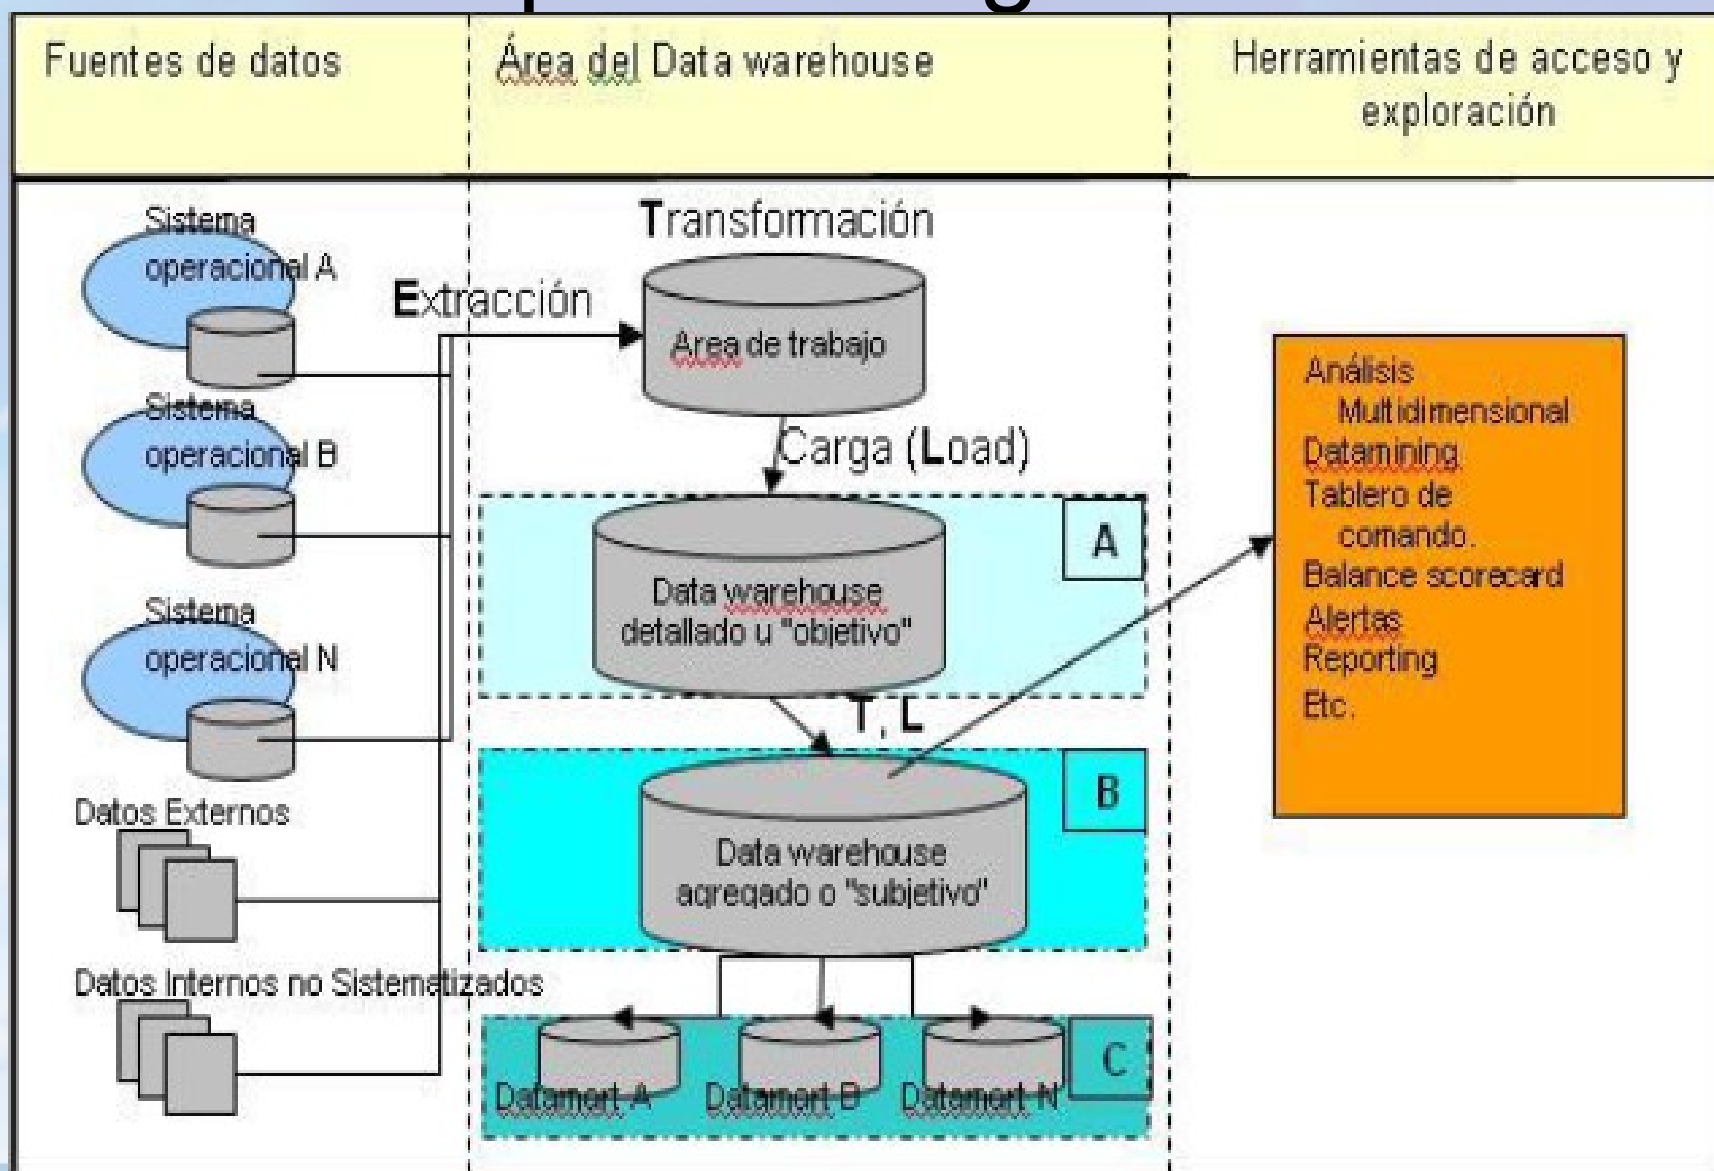 Fuentes de datos
Área del Data warehouse
Herramientas de acceso y
exploración
Sistema
operacional A
Sistema
operacional B
Sistema
operacional N
Datos Externos
Datos Internos no Sistematizados
Extracción
Transformación
Area de trabajo
Carga (Load)
A
Data warehouse
detallado u "objetivo"
T, L
B
Data warehouse
agregado o "subjetivo"
C
Datamart A
Datamart B
Datamart N
Análisis
Multidimensional
Datamining
Tablero de
comando.
Balance scorecard
Alertas
Reporting
Etc.